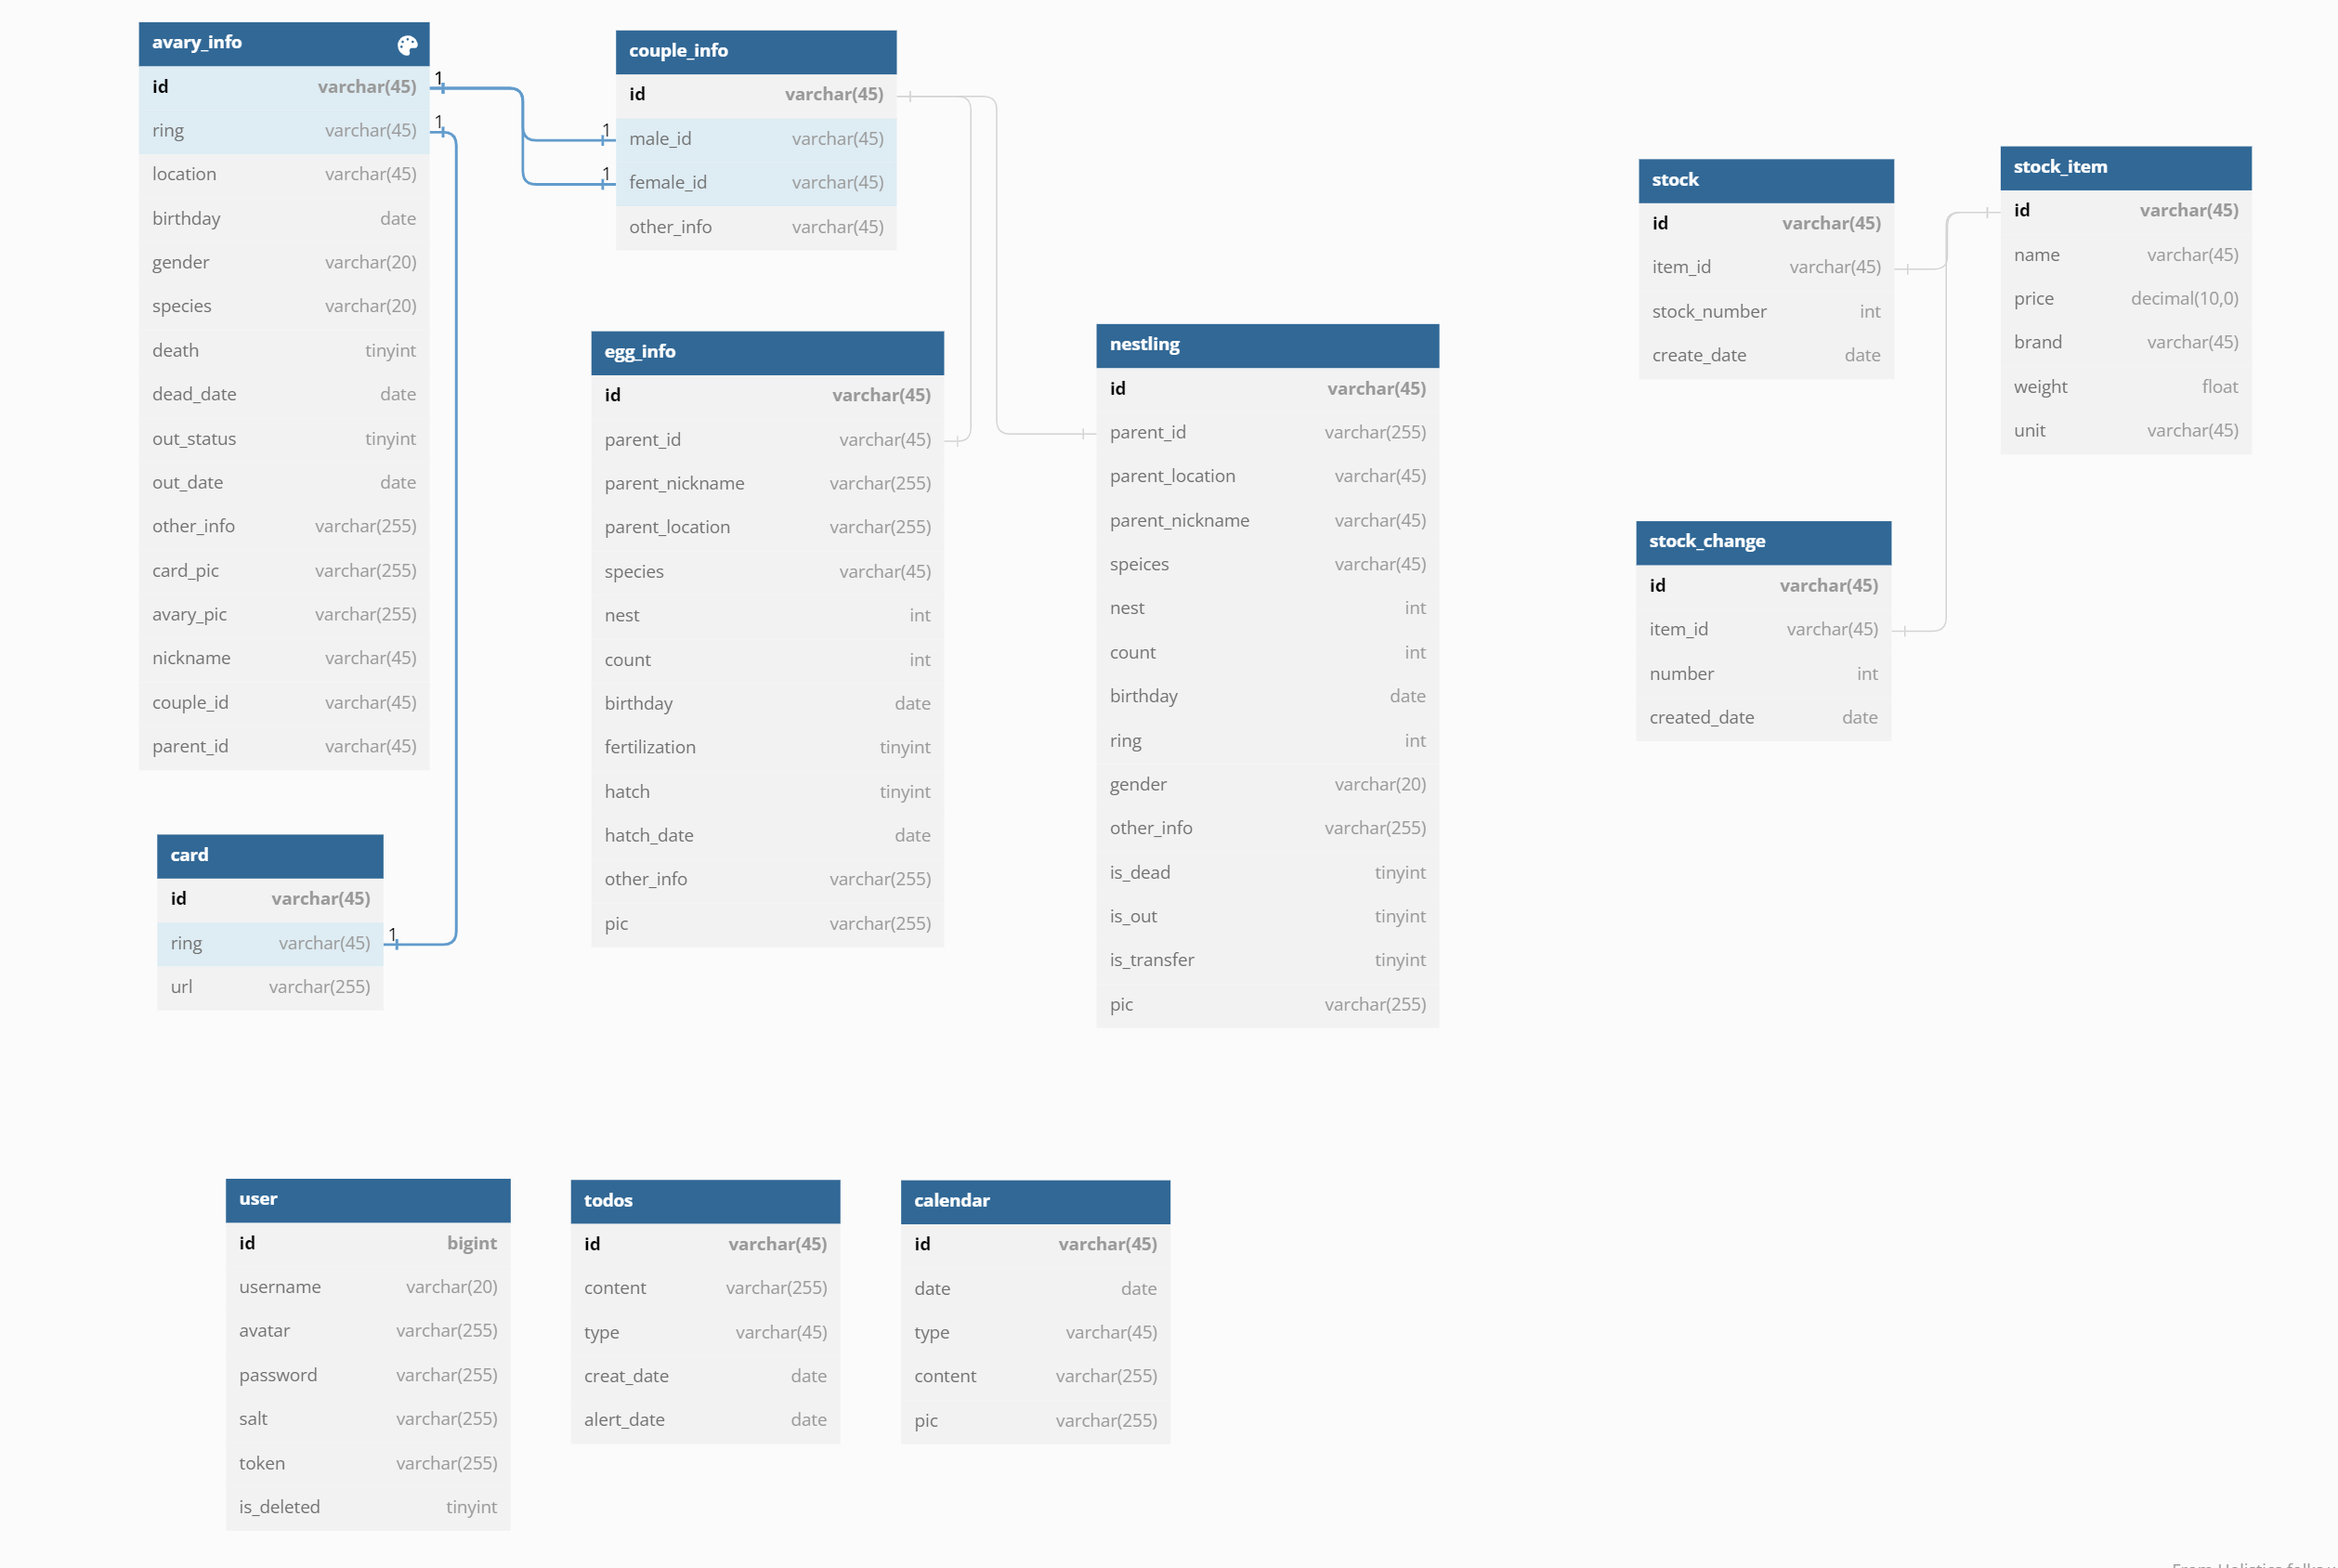 avary_info
id varchar(45)
ring varchar(45)
location varchar(45)
birthday date
gender varchar(20)
species varchar(20)
death tinyint
dead_date date
out_status tinyint
out_date date
other_info varchar(255)
card_pic varchar(255)
avary_pic varchar(255)
nickname varchar(45)
couple_id varchar(45)
parent_id varchar(45)
1
1
card
id varchar(45)
ring varchar(45)
url varchar(255)
1
couple_info
id varchar(45)
1
male_id varchar(45)
1
female_id varchar(45)
other_info varchar(45)
egg_info
id varchar(45)
parent_id varchar(45)
parent_nickname varchar(255)
parent_location varchar(255)
species varchar(45)
nest int
count int
birthday date
fertilization tinyint
hatch tinyint
hatch_date date
other_info varchar(255)
pic varchar(255)
nestling
id varchar(45)
parent_id varchar(255)
parent_location varchar(45)
parent_nickname varchar(45)
speices varchar(45)
nest int
count int
birthday date
ring int
gender varchar(20)
other_info varchar(255)
is_dead tinyint
is_out tinyint
is_transfer tinyint
pic varchar(255)
stock
id varchar(45)
item_id varchar(45)
stock_number int
create_date date
stock_item
id varchar(45)
name varchar(45)
price decimal(10,0)
brand varchar(45)
weight float
unit varchar(45)
stock_change
id varchar(45)
item_id varchar(45)
number int
created_date date
user
id bigint
username varchar(20)
avatar varchar(255)
password varchar(255)
salt varchar(255)
token varchar(255)
is_deleted tinyint
todos
id varchar(45)
content varchar(255)
type varchar(45)
creat_date date
alert_date date
calendar
id varchar(45)
date date
type varchar(45)
content varchar(255)
pic varchar(255)